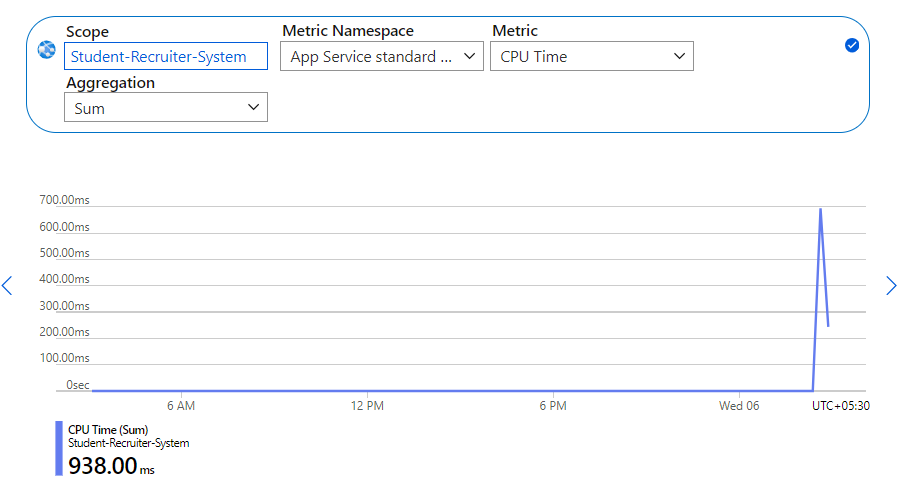 Scope
Metric Namespace
Metric
Student-Recruiter-System
App Service standard ...
CPU Time
Aggregation
Sum
700.00ms
600.00ms
500.00ms
400.00ms
300.00ms
200.00ms
100.00ms
0sec
6 AM
12 PM
6 PM
Wed 06
UTC+05:30
CPU Time (Sum)
Student-Recruiter-System
938.00 ms